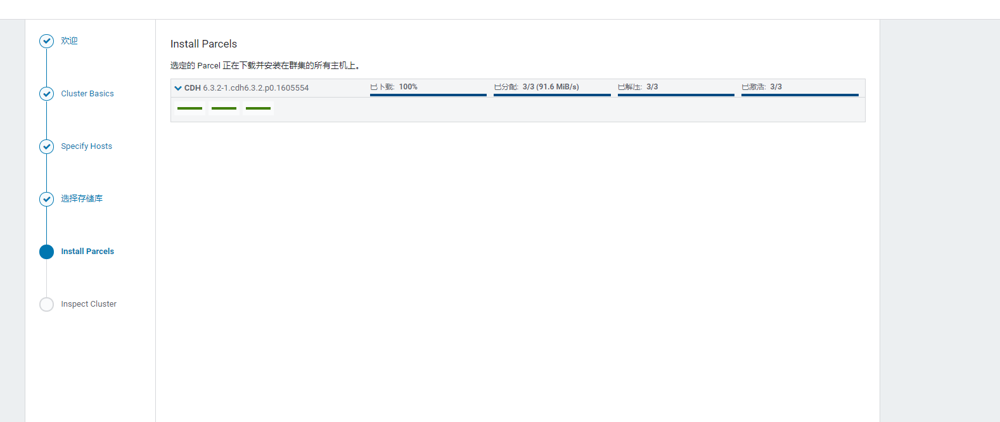 欢迎
Cluster Basics
Specify Hosts
选择存储库
Install Parcels
Inspect Cluster
Install Parcels
选定的 Parcel 正在下载并安装在群集的所有主机上。
CDH 6.3.2-1.cdh6.3.2.p0.1605554 已下载: 100% 已分配: 3/3 (91.6 MiB/s) 已解压: 3/3 已激活: 3/3